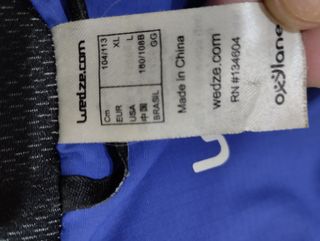 wedze.com
Cm 104/113
EUR XL
USA L
中国 180/108B
BRASIL GG
Made in China
wedze.com
RN #134604
oxylane